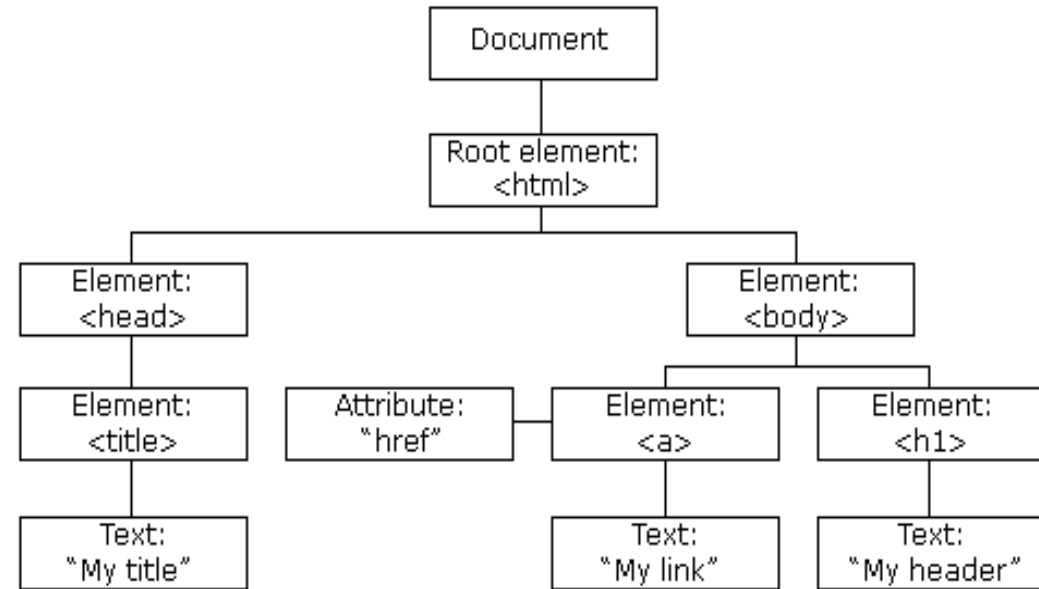 Document
Root element:
<html>
Element:
<head>
Element:
<body>
Element:
<title>
Attribute:
“href”
Element:
<a>
Element:
<h1>
Text:
“My title”
Text:
“My link”
Text:
“My header”